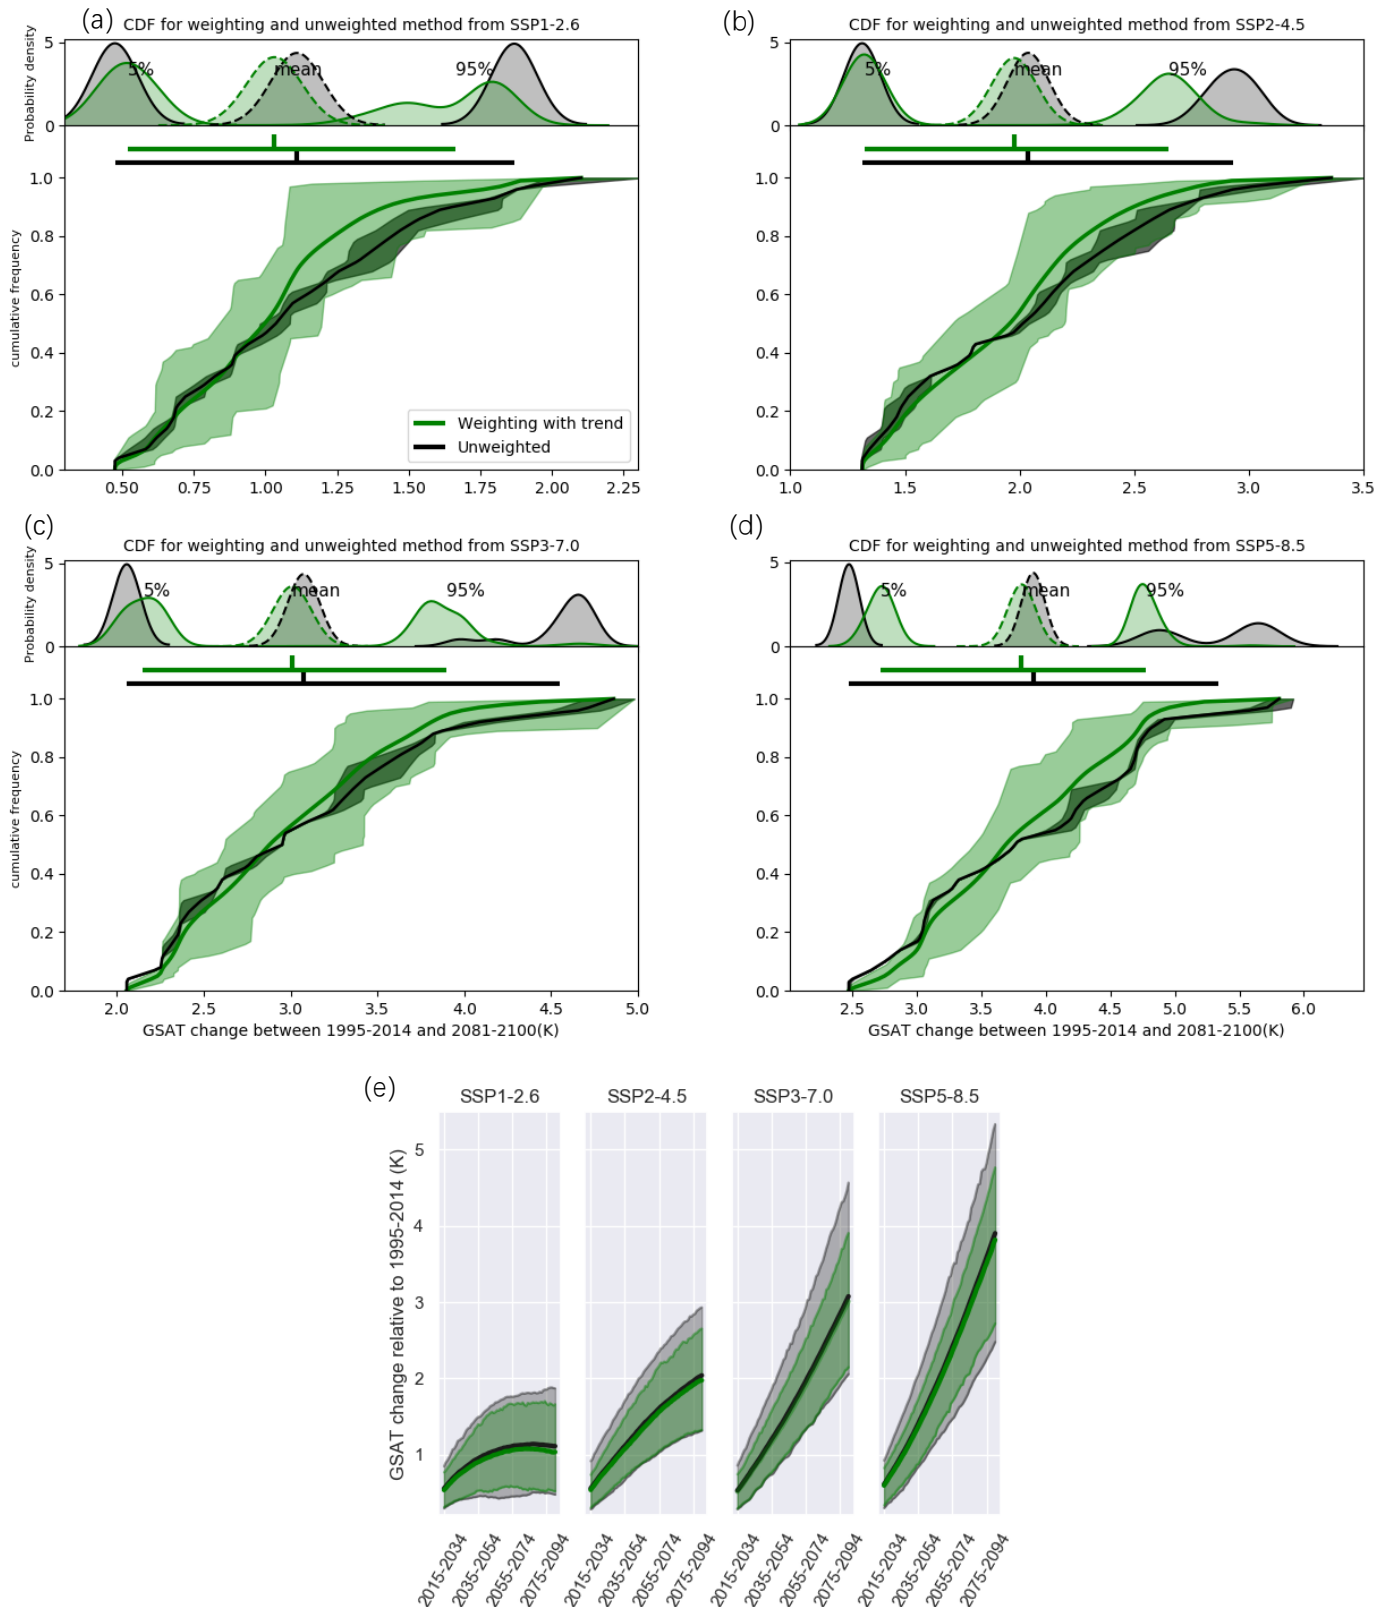 (a)
CDF for weighting and unweighted method from SSP1-2.6
Probability density
5
0
5%
mean
95%
cumulative frequency
1.0
0.8
0.6
0.4
0.2
0.0
Weighting with trend
Unweighted
0.50 0.75 1.00 1.25 1.50 1.75 2.00 2.25
(b)
CDF for weighting and unweighted method from SSP2-4.5
5
0
5%
mean
95%
1.0
0.8
0.6
0.4
0.2
0.0
1.0 1.5 2.0 2.5 3.0 3.5
(c)
CDF for weighting and unweighted method from SSP3-7.0
Probability density
5
0
5%
mean
95%
cumulative frequency
1.0
0.8
0.6
0.4
0.2
0.0
2.0 2.5 3.0 3.5 4.0 4.5 5.0
GSAT change between 1995-2014 and 2081-2100(K)
(d)
CDF for weighting and unweighted method from SSP5-8.5
5
0
5%
mean
95%
1.0
0.8
0.6
0.4
0.2
0.0
2.5 3.0 3.5 4.0 4.5 5.0 5.5 6.0
GSAT change between 1995-2014 and 2081-2100(K)
(e)
SSP1-2.6 SSP2-4.5 SSP3-7.0 SSP5-8.5
GSAT change relative to 1995-2014 (K)
5
4
3
2
1
2015-2034 2035-2054 2055-2074 2075-2094 2015-2034 2035-2054 2055-2074 2075-2094 2015-2034 2035-2054 2055-2074 2075-2094 2015-2034 2035-2054 2055-2074 2075-2094